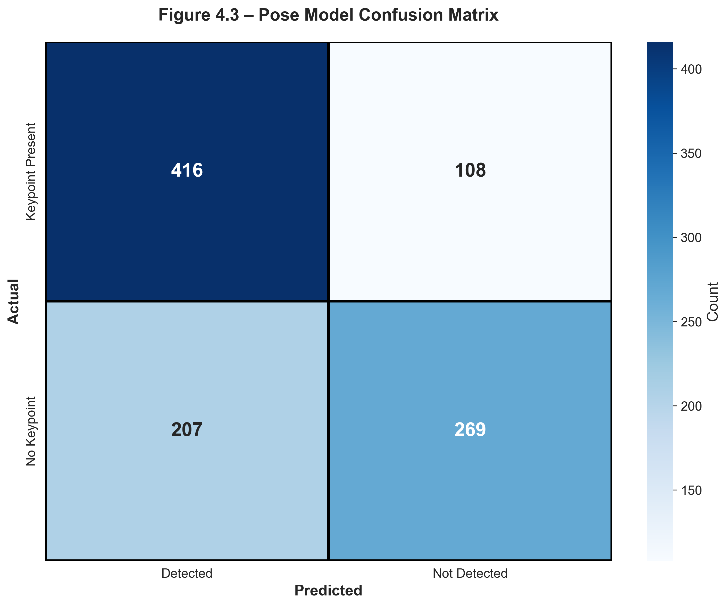 Figure 4.3 – Pose Model Confusion Matrix
Actual
Keypoint Present
No Keypoint
416
108
207
269
Detected
Not Detected
Predicted
400
350
300
250
200
150
Count